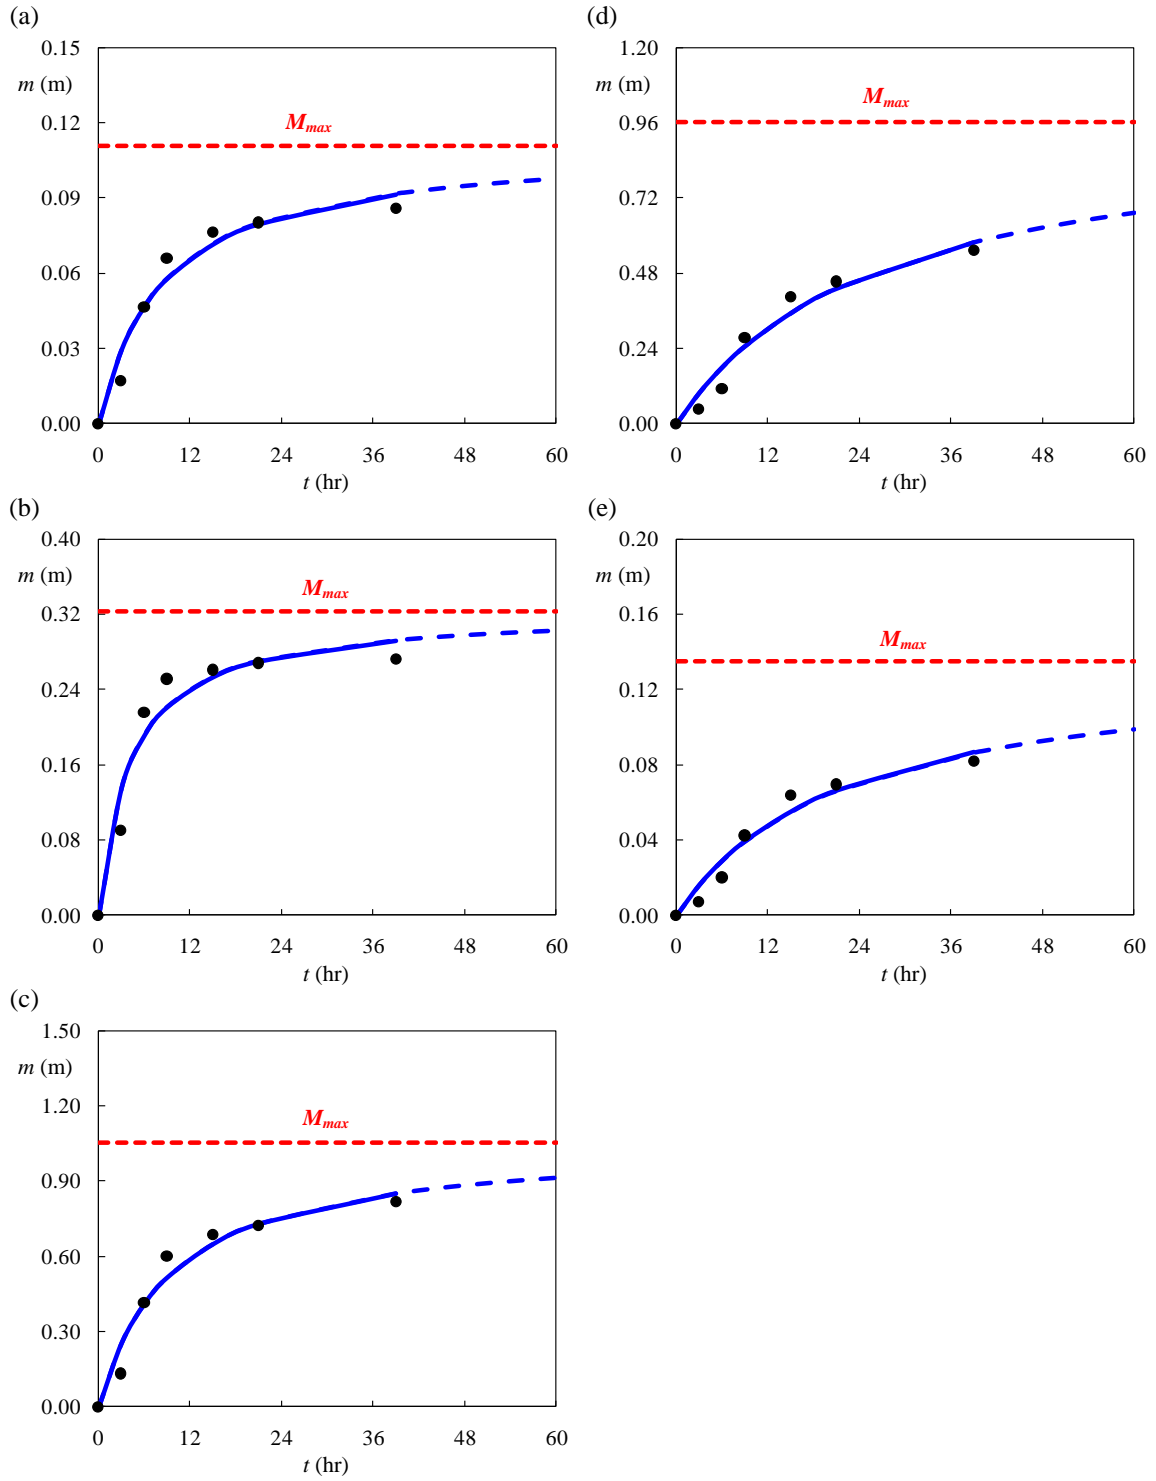 (a)
0.15
m (m)
0.12
M_max
0.09
0.06
0.03
0.00
0 12 24 36 48 60
t (hr)
(d)
1.20
m (m)
0.96
M_max
0.72
0.48
0.24
0.00
0 12 24 36 48 60
t (hr)
(b)
0.40
m (m)
0.32
M_max
0.24
0.16
0.08
0.00
0 12 24 36 48 60
t (hr)
(e)
0.20
m (m)
0.16
M_max
0.12
0.08
0.04
0.00
0 12 24 36 48 60
t (hr)
(c)
1.50
m (m)
1.20
M_max
0.90
0.60
0.30
0.00
0 12 24 36 48 60
t (hr)